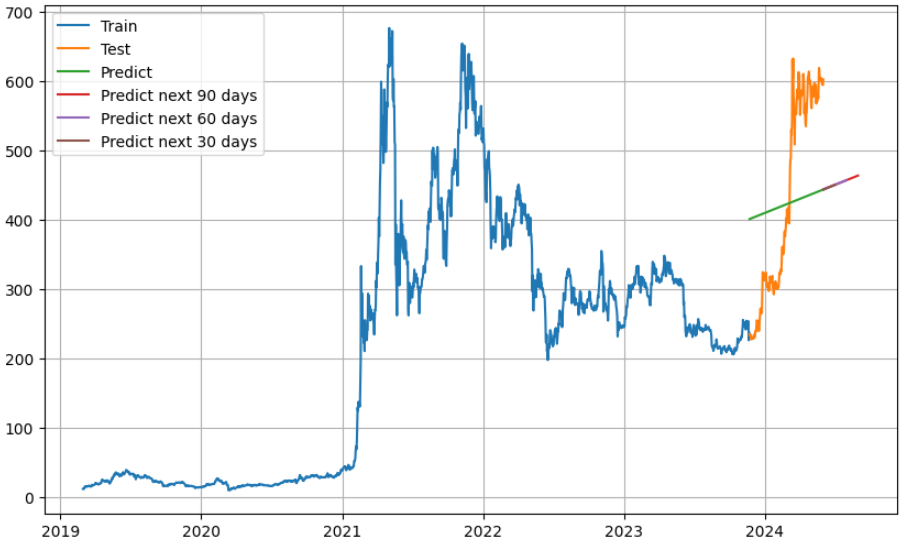 700
600
500
400
300
200
100
0
Train
Test
Predict
Predict next 90 days
Predict next 60 days
Predict next 30 days
2019 2020 2021 2022 2023 2024